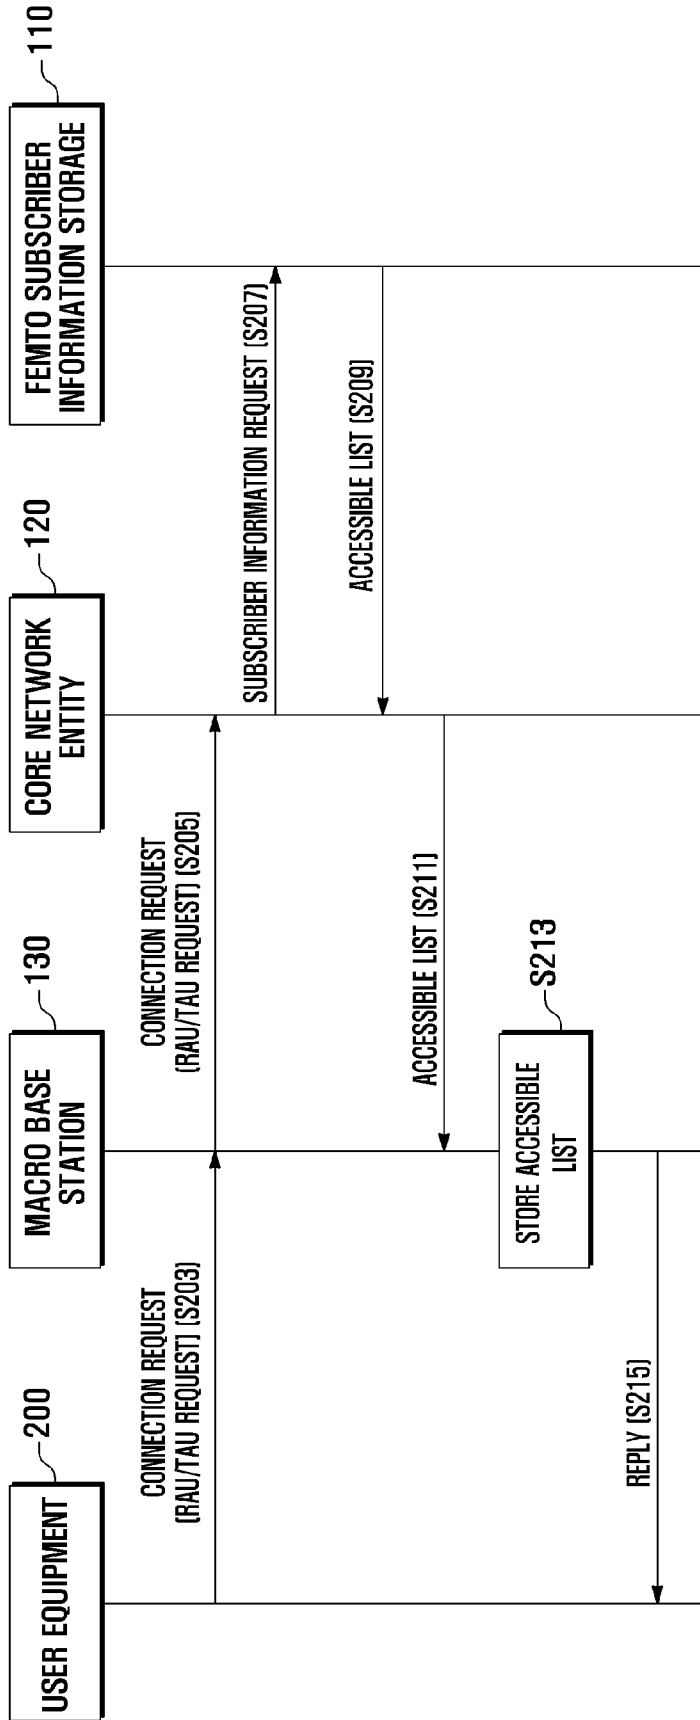 USER EQUIPMENT
200
MACRO BASE
STATION
130
CORE NETWORK
ENTITY
120
FEMTO SUBSCRIBER
INFORMATION STORAGE
110
CONNECTION REQUEST
(RAU/TAU REQUEST) (S203)
CONNECTION REQUEST
(RAU/TAU REQUEST) (S205)
SUBSCRIBER INFORMATION REQUEST (S207)
ACCESSIBLE LIST (S209)
ACCESSIBLE LIST (S211)
STORE ACCESSIBLE
LIST
S213
REPLY (S215)